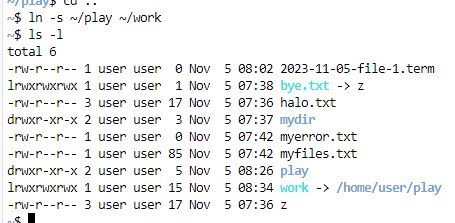 ~/play$ cd ..
~$ ln -s ~/play ~/work
~$ ls -l
total 6
-rw-r--r-- 1 user user  0 Nov  5 08:02 2023-11-05-file-1.term
lrwxrwxrwx 1 user user  1 Nov  5 07:38 bye.txt -> z
-rw-r--r-- 3 user user 17 Nov  5 07:36 halo.txt
drwxr-xr-x 2 user user  3 Nov  5 07:37 mydir
-rw-r--r-- 1 user user  0 Nov  5 07:42 myerror.txt
-rw-r--r-- 1 user user 85 Nov  5 07:42 myfiles.txt
drwxr-xr-x 2 user user  5 Nov  5 08:26 play
lrwxrwxrwx 1 user user 15 Nov  5 08:34 work -> /home/user/play
-rw-r--r-- 3 user user 17 Nov  5 07:36 z
~$